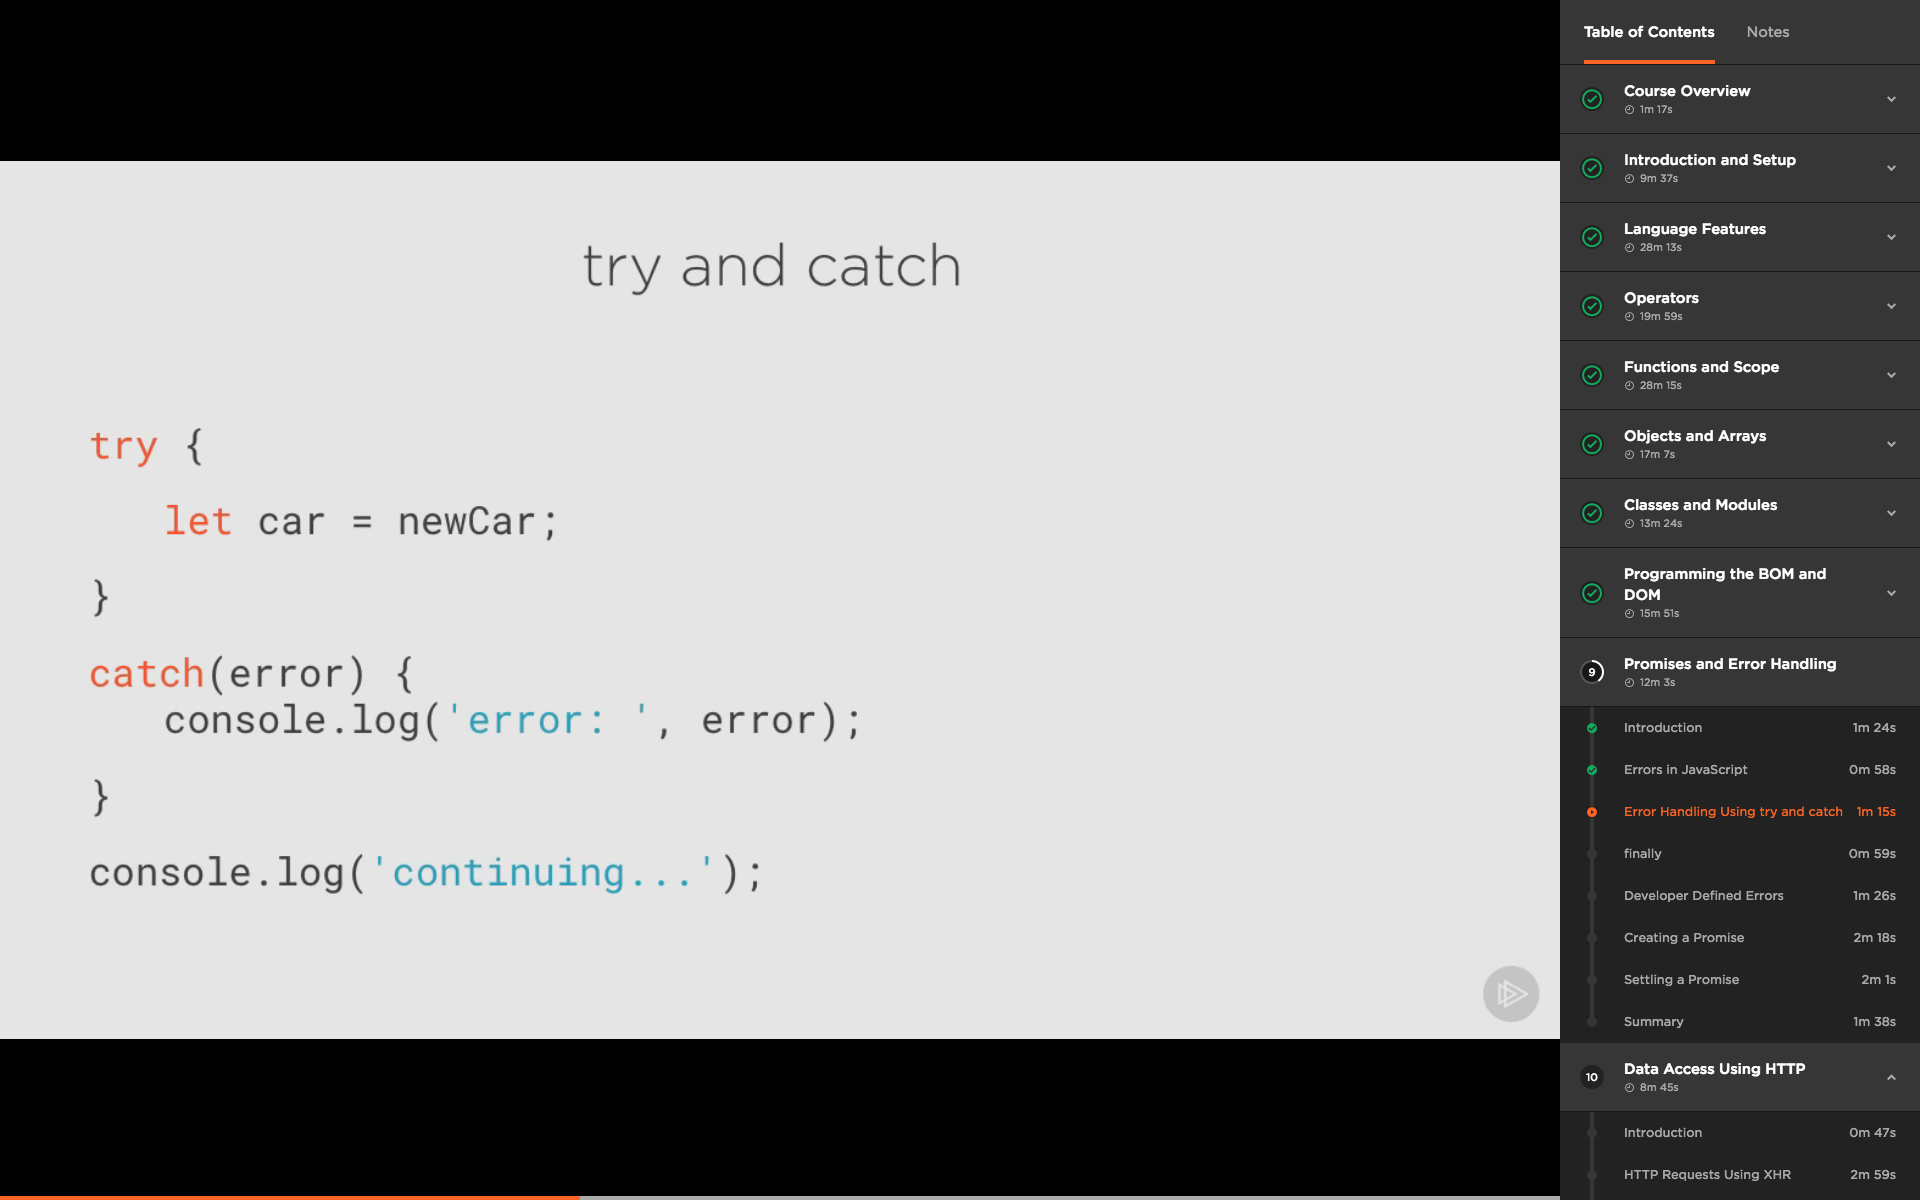 try and catch
try {
let car = newCar;
}
catch(error) {
console.log('error: ', error);
}
console.log('continuing...');
Table of Contents
Notes
Course Overview
1m 17s
Introduction and Setup
9m 37s
Language Features
28m 13s
Operators
19m 59s
Functions and Scope
28m 15s
Objects and Arrays
17m 7s
Classes and Modules
13m 24s
Programming the BOM and
DOM
15m 51s
9
Promises and Error Handling
12m 3s
Introduction 1m 24s
Errors in JavaScript 0m 58s
Error Handling Using try and catch 1m 15s
finally 0m 59s
Developer Defined Errors 1m 26s
Creating a Promise 2m 18s
Settling a Promise 2m 1s
Summary 1m 38s
10
Data Access Using HTTP
8m 45s
Introduction 0m 47s
HTTP Requests Using XHR 2m 59s